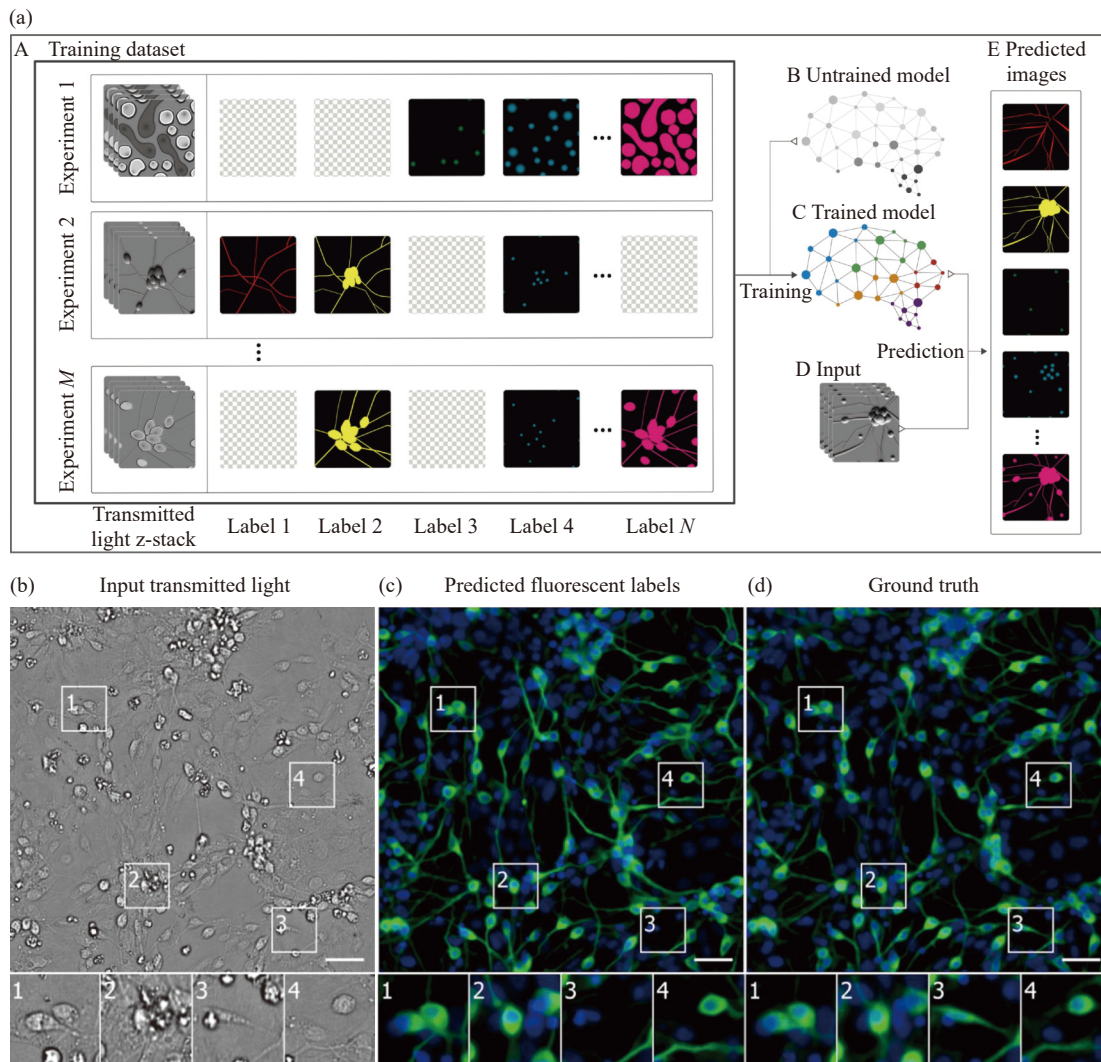 (a)
A Training dataset
B Untrained model
E Predicted
images
Experiment 1
Experiment 2
Experiment M
C Trained model
Training
Prediction
D Input
Transmitted
light z-stack
Label 1
Label 2
Label 3
Label 4
Label N
(b) Input transmitted light
(c) Predicted fluorescent labels
(d) Ground truth
1
4
2
3
1
4
2
3
1
4
2
3
1 2 3 4
1 2 3 4
1 2 3 4